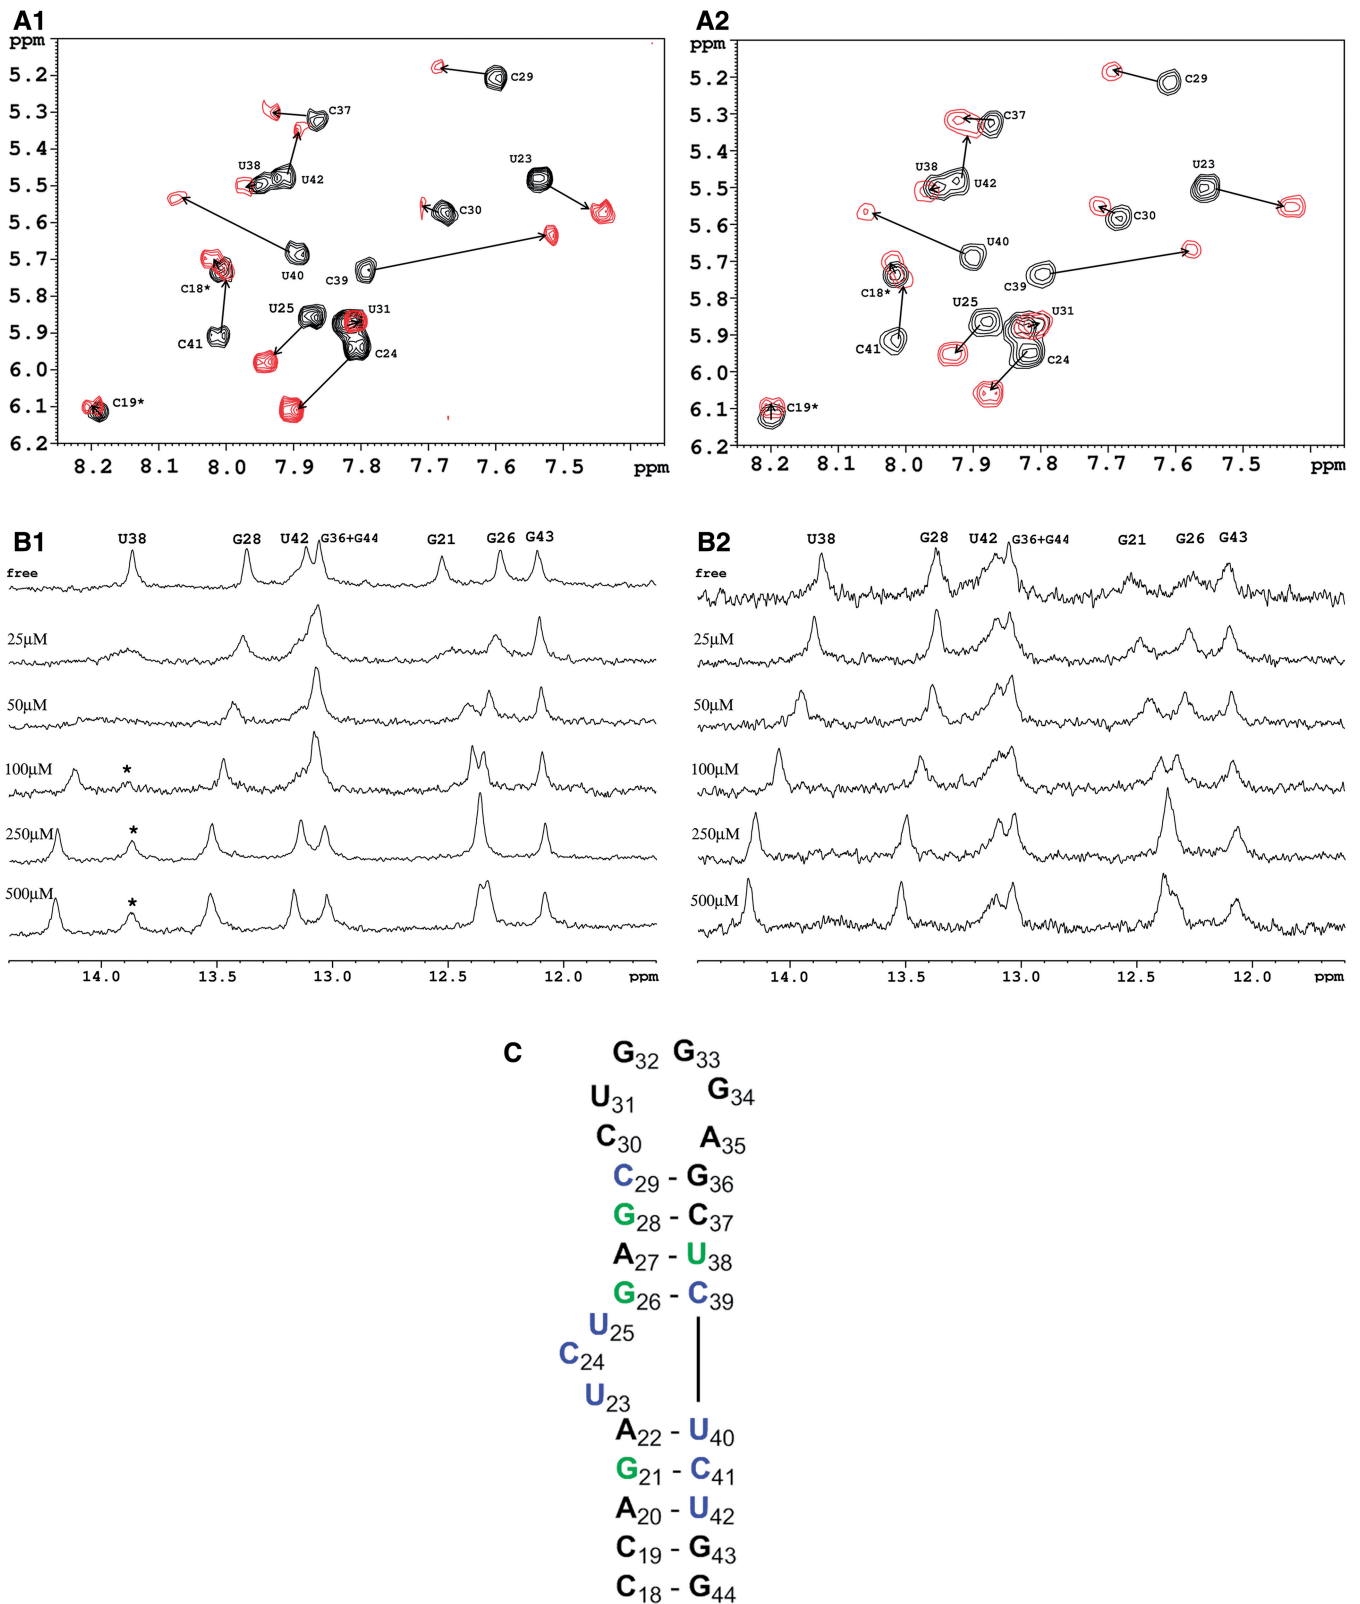 A1
ppm
5.2
5.3
5.4
5.5
5.6
5.7
5.8
5.9
6.0
6.1
6.2
C29
C37
U38
U42
U23
C30
U40
C39
C18*
C41
U25
U31
C24
C19*
8.2 8.1 8.0 7.9 7.8 7.7 7.6 7.5 ppm
A2
ppm
5.2
5.3
5.4
5.5
5.6
5.7
5.8
5.9
6.0
6.1
6.2
C29
C37
U38
U42
U23
C30
U40
C39
C18*
C41
U25
U31
C24
C19*
8.2 8.1 8.0 7.9 7.8 7.7 7.6 7.5 ppm
B1
U38 G28 U42 G36+G44 G21 G26 G43
free
25µM
50µM
100µM *
250µM *
500µM *
14.0 13.5 13.0 12.5 12.0 ppm
B2
U38 G28 U42 G36+G44 G21 G26 G43
free
25µM
50µM
100µM
250µM
500µM
14.0 13.5 13.0 12.5 12.0 ppm
C
G32 G33
U31 G34
C30 A35
C29 - G36
G28 - C37
A27 - U38
G26 - C39
U25
C24
U23
A22 - U40
G21 - C41
A20 - U42
C19 - G43
C18 - G44